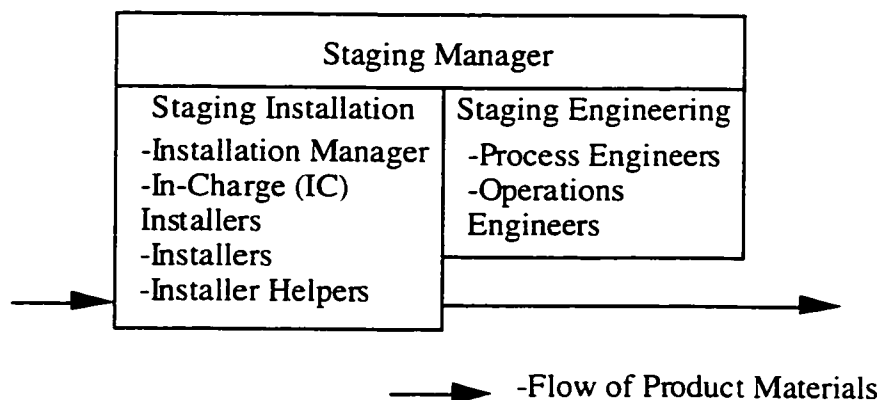 Staging Manager
Staging Installation
-Installation Manager
-In-Charge (IC)
Installers
-Installers
-Installer Helpers
Staging Engineering
-Process Engineers
-Operations
Engineers
-Flow of Product Materials